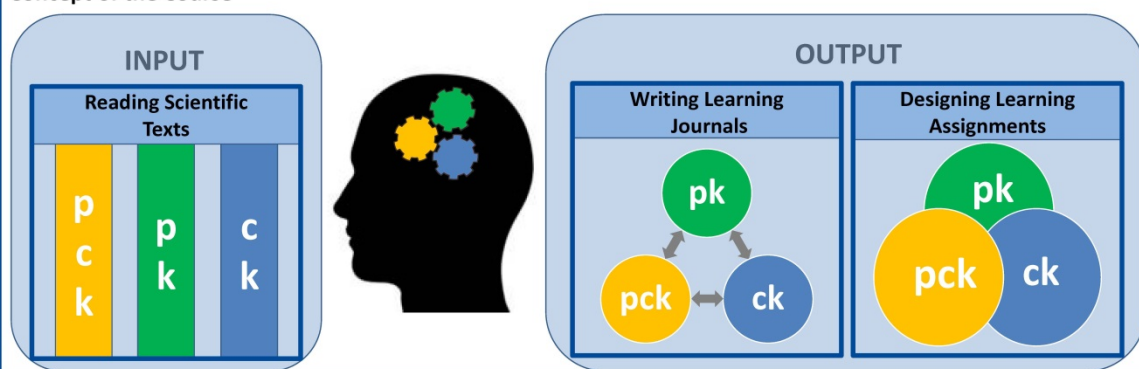 INPUT
Reading Scientific
Texts
p
c
k
p
k
c
k
OUTPUT
Writing Learning
Journals
pk
pck
ck
Designing Learning
Assignments
pk
pck
ck